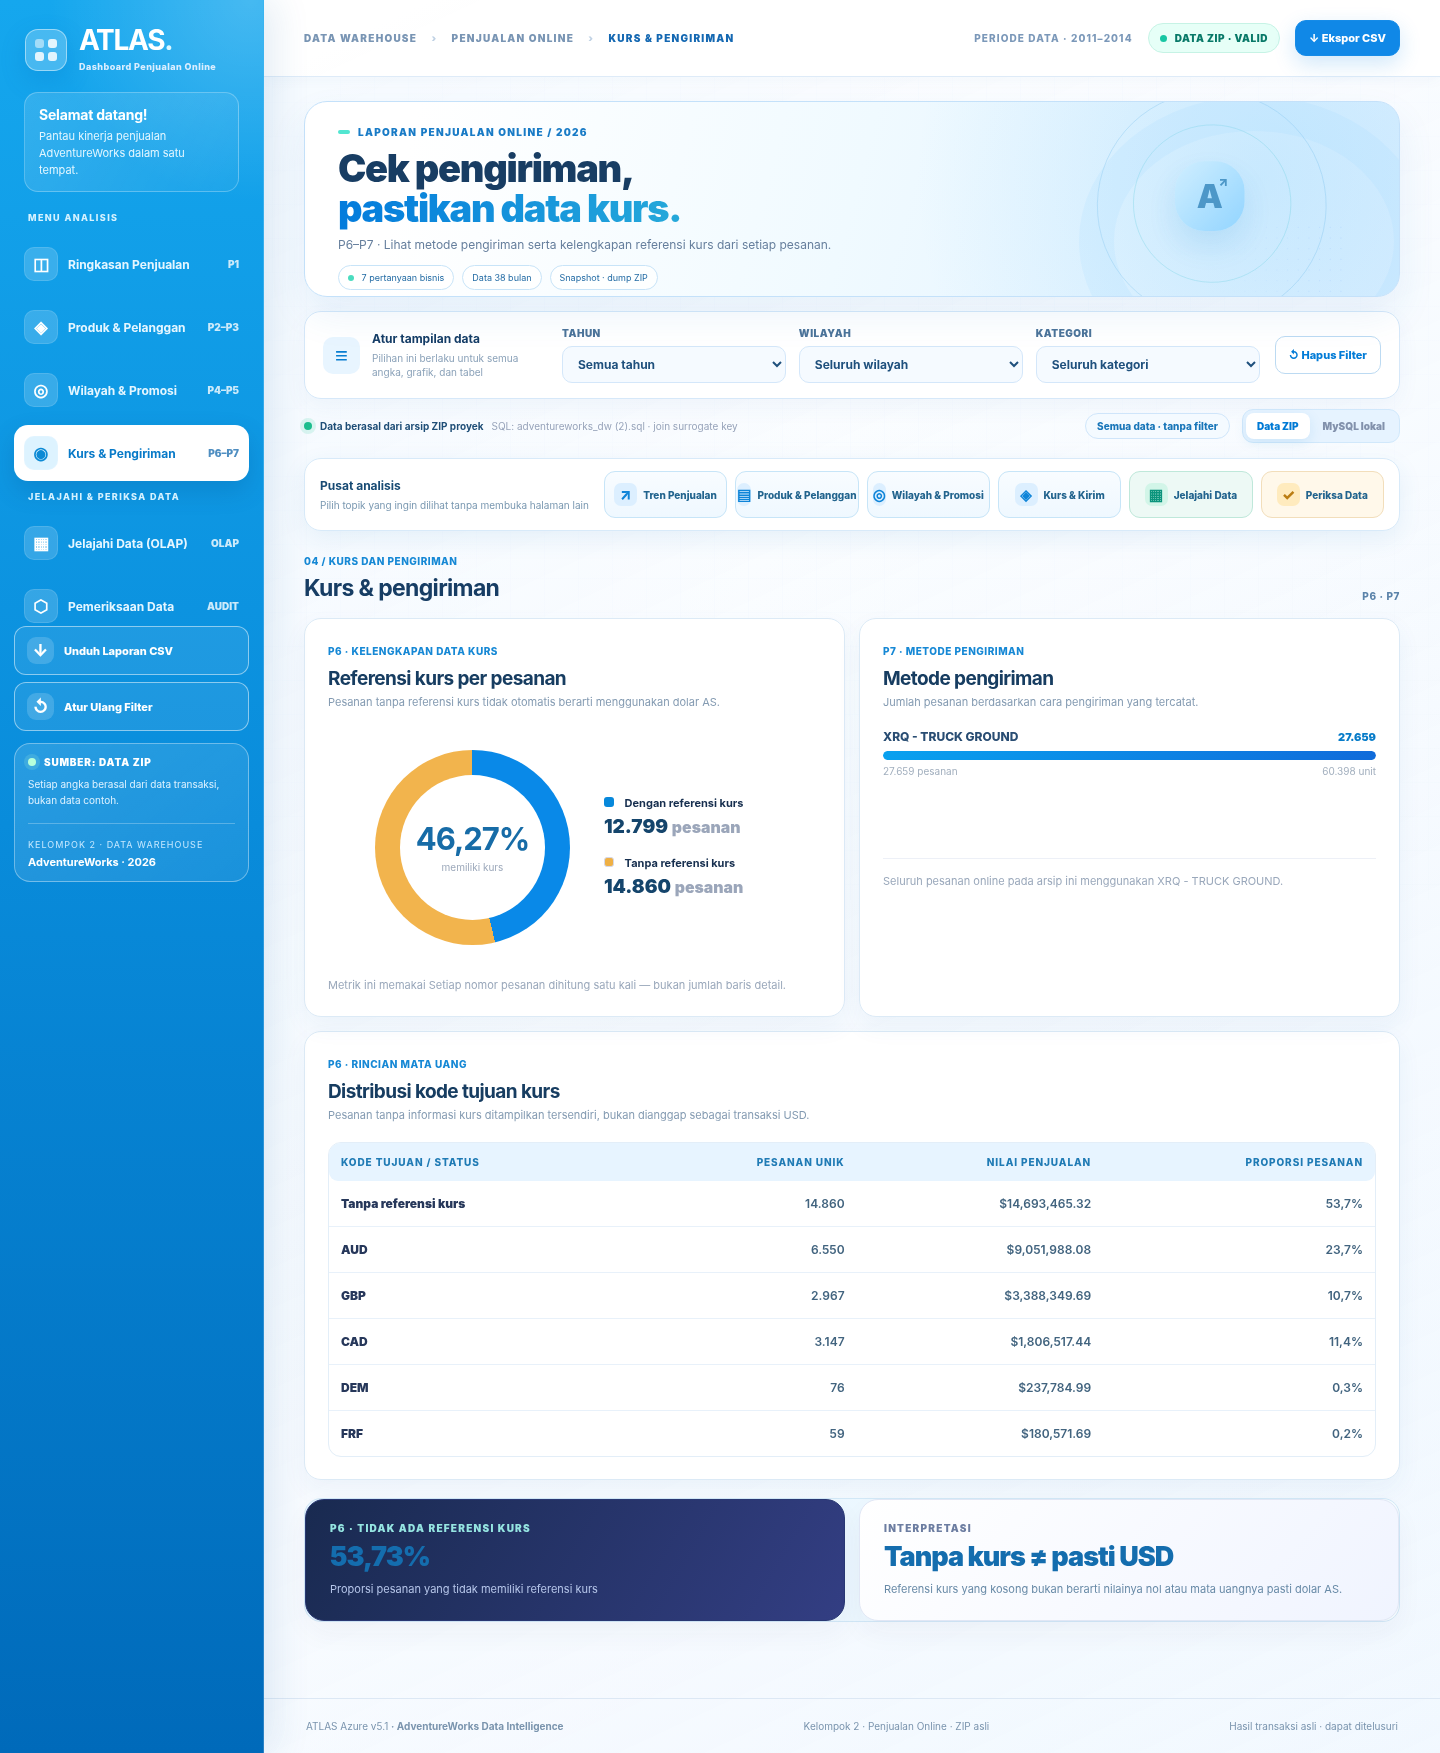 ATLAS.
Dashboard Penjualan Online
Selamat datang!
Pantau kinerja penjualan
AdventureWorks dalam satu
tempat.
MENU ANALISIS
Ringkasan Penjualan P1
Produk & Pelanggan P2–P3
Wilayah & Promosi P4–P5
Kurs & Pengiriman P6–P7
JELAJAHI & PERIKSA DATA
Jelajahi Data (OLAP) OLAP
Pemeriksaan Data AUDIT
↓ Unduh Laporan CSV
Atur Ulang Filter
SUMBER: DATA ZIP
Setiap angka berasal dari data transaksi,
bukan data contoh.
KELOMPOK 2 · DATA WAREHOUSE
AdventureWorks · 2026
DATA WAREHOUSE › PENJUALAN ONLINE › KURS & PENGIRIMAN
PERIODE DATA · 2011–2014
DATA ZIP · VALID
↓ Ekspor CSV
LAPORAN PENJUALAN ONLINE / 2026
Cek pengiriman,
pastikan data kurs.
P6–P7 · Lihat metode pengiriman serta kelengkapan referensi kurs dari setiap pesanan.
7 pertanyaan bisnis
Data 38 bulan
Snapshot · dump ZIP
A↗
Atur tampilan data
Pilihan ini berlaku untuk semua
angka, grafik, dan tabel
TAHUN
Semua tahun
WILAYAH
Seluruh wilayah
KATEGORI
Seluruh kategori
Hapus Filter
Data berasal dari arsip ZIP proyek SQL: adventureworks_dw (2).sql · join surrogate key
Semua data · tanpa filter
Data ZIP
MySQL lokal
Pusat analisis
Pilih topik yang ingin dilihat tanpa membuka halaman lain
Tren Penjualan
Produk & Pelanggan
Wilayah & Promosi
Kurs & Kirim
Jelajahi Data
Periksa Data
04 / KURS DAN PENGIRIMAN
Kurs & pengiriman
P6 · P7
P6 · KELENGKAPAN DATA KURS
Referensi kurs per pesanan
Pesanan tanpa referensi kurs tidak otomatis berarti menggunakan dolar AS.
46,27%
memiliki kurs
Dengan referensi kurs
12.799 pesanan
Tanpa referensi kurs
14.860 pesanan
Metrik ini memakai Setiap nomor pesanan dihitung satu kali — bukan jumlah baris detail.
P7 · METODE PENGIRIMAN
Metode pengiriman
Jumlah pesanan berdasarkan cara pengiriman yang tercatat.
XRQ - TRUCK GROUND 27.659
27.659 pesanan 60.398 unit
Seluruh pesanan online pada arsip ini menggunakan XRQ - TRUCK GROUND.
P6 · RINCIAN MATA UANG
Distribusi kode tujuan kurs
Pesanan tanpa informasi kurs ditampilkan tersendiri, bukan dianggap sebagai transaksi USD.
KODE TUJUAN / STATUS PESANAN UNIK NILAI PENJUALAN PROPORSI PESANAN
Tanpa referensi kurs 14.860 $14,693,465.32 53,7%
AUD 6.550 $9,051,988.08 23,7%
GBP 2.967 $3,388,349.69 10,7%
CAD 3.147 $1,806,517.44 11,4%
DEM 76 $237,784.99 0,3%
FRF 59 $180,571.69 0,2%
P6 · TIDAK ADA REFERENSI KURS
53,73%
Proporsi pesanan yang tidak memiliki referensi kurs
INTERPRETASI
Tanpa kurs ≠ pasti USD
Referensi kurs yang kosong bukan berarti nilainya nol atau mata uangnya pasti dolar AS.
ATLAS Azure v5.1 · AdventureWorks Data Intelligence
Kelompok 2 · Penjualan Online · ZIP asli
Hasil transaksi asli · dapat ditelusuri